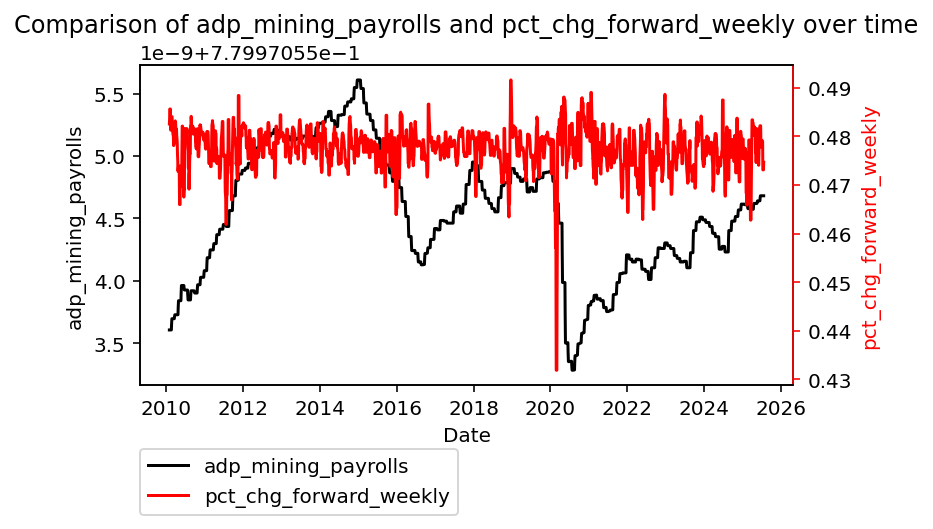 Comparison of adp_mining_payrolls and pct_chg_forward_weekly over time
1e−9+7.7997055e−1
5.5
5.0
4.5
4.0
3.5
adp_mining_payrolls
0.49
0.48
0.47
0.46
0.45
0.44
0.43
pct_chg_forward_weekly
2010 2012 2014 2016 2018 2020 2022 2024 2026
Date
adp_mining_payrolls
pct_chg_forward_weekly